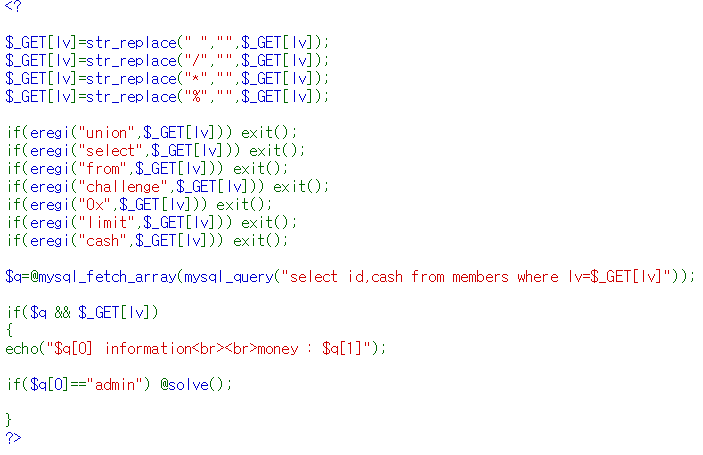 <?
$_GET[lv]=str_replace(" ","",$_GET[lv]);
$_GET[lv]=str_replace("/","",$_GET[lv]);
$_GET[lv]=str_replace("*","",$_GET[lv]);
$_GET[lv]=str_replace("%","",$_GET[lv]);
if(eregi("union",$_GET[lv])) exit();
if(eregi("select",$_GET[lv])) exit();
if(eregi("from",$_GET[lv])) exit();
if(eregi("challenge",$_GET[lv])) exit();
if(eregi("0x",$_GET[lv])) exit();
if(eregi("limit",$_GET[lv])) exit();
if(eregi("cash",$_GET[lv])) exit();
$q=@mysql_fetch_array(mysql_query("select id,cash from members where lv=$_GET[lv]"));
if($q && $_GET[lv])
{
echo("$q[0] information<br><br>money : $q[1]");
if($q[0]=="admin") @solve();
}
?>